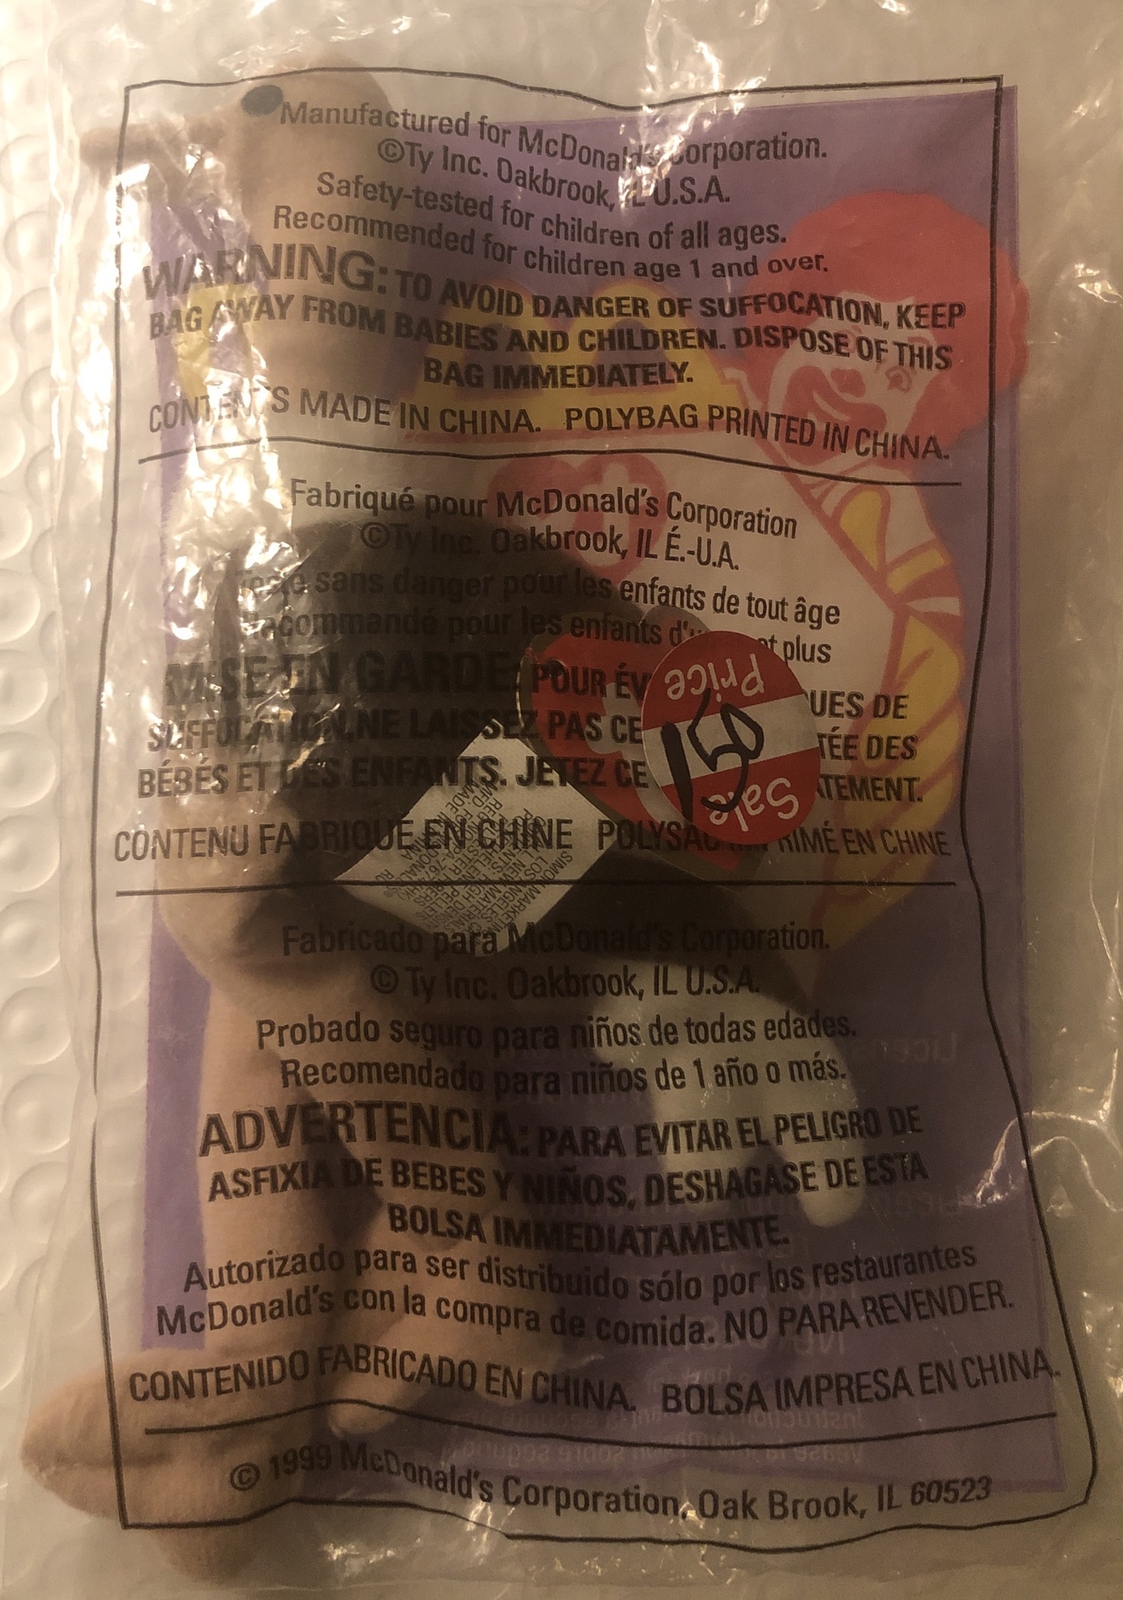 Manufactured for McDonald's Corporation.
©Ty Inc. Oakbrook, IL U.S.A.
Safety-tested for children of all ages.
Recommended for children age 1 and over.
WARNING: TO AVOID DANGER OF SUFFOCATION, KEEP
BAG AWAY FROM BABIES AND CHILDREN. DISPOSE OF THIS
BAG IMMEDIATELY.
CONTENTS MADE IN CHINA. POLYBAG PRINTED IN CHINA.
Fabriqué pour McDonald's Corporation
©Ty Inc. Oakbrook, IL É.-U.A.
sans danger pour les enfants de tout âge
Recommandé pour les enfants et plus
MISE EN GARDE: POUR
SUFFOCATION, NE LAISSEZ PAS CE DES
BÉBÉS ET DES ENFANTS. JETEZ CE
CONTENU FABRIQUÉ EN CHINE EN CHINE
Sale
150
Price
Fabricado para McDonald's Corporation.
© Ty Inc. Oakbrook, IL U.S.A.
Probado seguro para niños de todas edades.
Recomendado para niños de 1 año o más.
ADVERTENCIA: PARA EVITAR EL PELIGRO DE
ASFIXIA DE BEBES Y NIÑOS, DESHAGASE DE ESTA
BOLSA IMMEDIATAMENTE.
Autorizado para ser distribuido sólo por los restaurantes
McDonald's con la compra de comida. NO PARA REVENDER.
CONTENIDO FABRICADO EN CHINA. BOLSA IMPRESA EN CHINA.
© 1999 McDonald's Corporation, Oak Brook, IL 60523